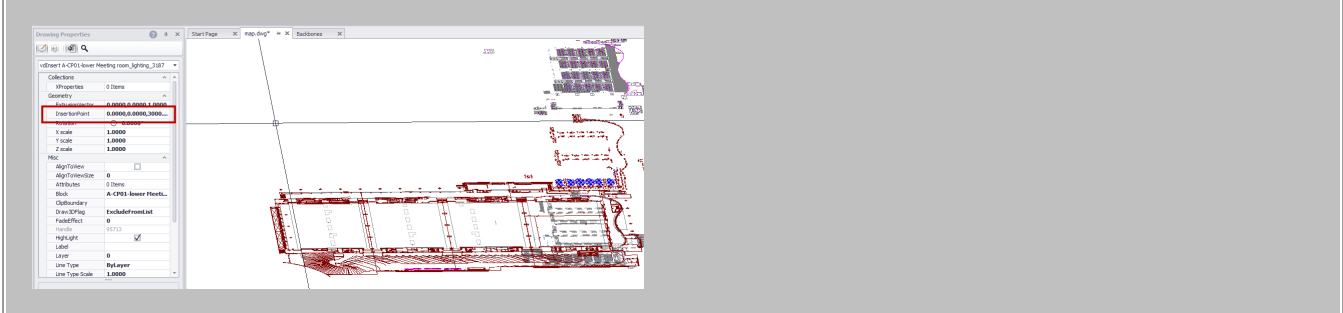 Drawing Properties
Start Page
map.dwg*
Backbones
vdInsert A-CP01-lower Meeting room_lighting_3187
Collections
XProperties 0 Items
Geometry
ExtrusionVector 0.0000,0.0000,1.0000
InsertionPoint 0.0000,0.0000,3000....
Rotation 0.0000
X scale 1.0000
Y scale 1.0000
Z scale 1.0000
Misc
AlignToView
AlignToViewSize 0
Attributes 0 Items
Block A-CP01-lower Meeti...
ClipBoundary
Draw3DFlag ExcludeFromList
FadeEffect 0
Handle 95713
HighLight
Label
Layer 0
Line Type ByLayer
Line Type Scale 1.0000